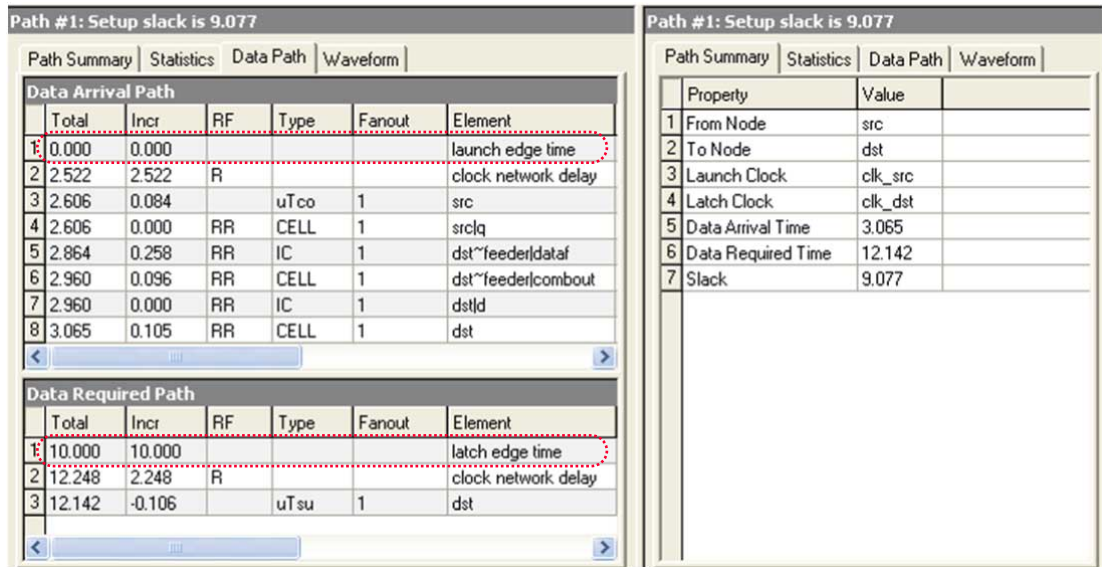 Path #1: Setup slack is 9.077
Path Summary Statistics Data Path Waveform
Data Arrival Path
Total Incr RF Type Fanout Element
1 0.000 0.000 launch edge time
2 2.522 2.522 R clock network delay
3 2.606 0.084 uTco 1 src
4 2.606 0.000 RR CELL 1 src|q
5 2.864 0.258 RR IC 1 dst~feeder|dataf
6 2.960 0.096 RR CELL 1 dst~feeder|combout
7 2.960 0.000 RR IC 1 dst|d
8 3.065 0.105 RR CELL 1 dst
Data Required Path
Total Incr RF Type Fanout Element
1 10.000 10.000 latch edge time
2 12.248 2.248 R clock network delay
3 12.142 -0.106 uTsu 1 dst
Path #1: Setup slack is 9.077
Path Summary Statistics Data Path Waveform
Property Value
1 From Node src
2 To Node dst
3 Launch Clock clk_src
4 Latch Clock clk_dst
5 Data Arrival Time 3.065
6 Data Required Time 12.142
7 Slack 9.077